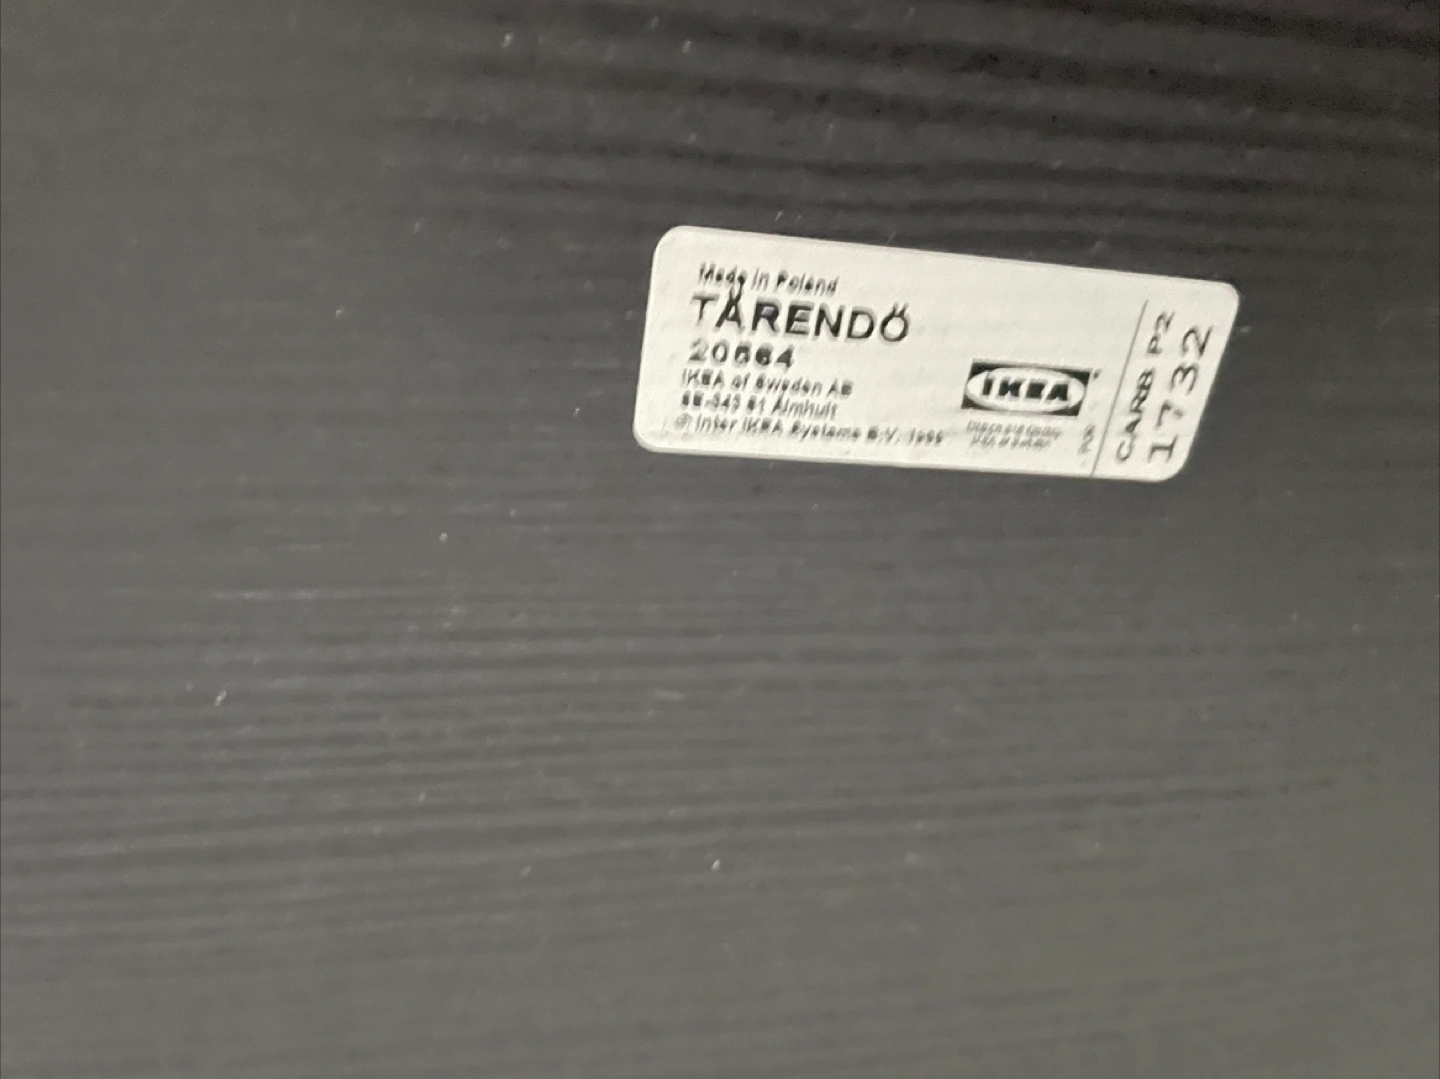 Made in Poland
TÄRENDÖ
20664
IKEA of Sweden AB
SE-343 81 Älmhult
© Inter IKEA Systems B.V. 1999
IKEA
CARB P2
1732